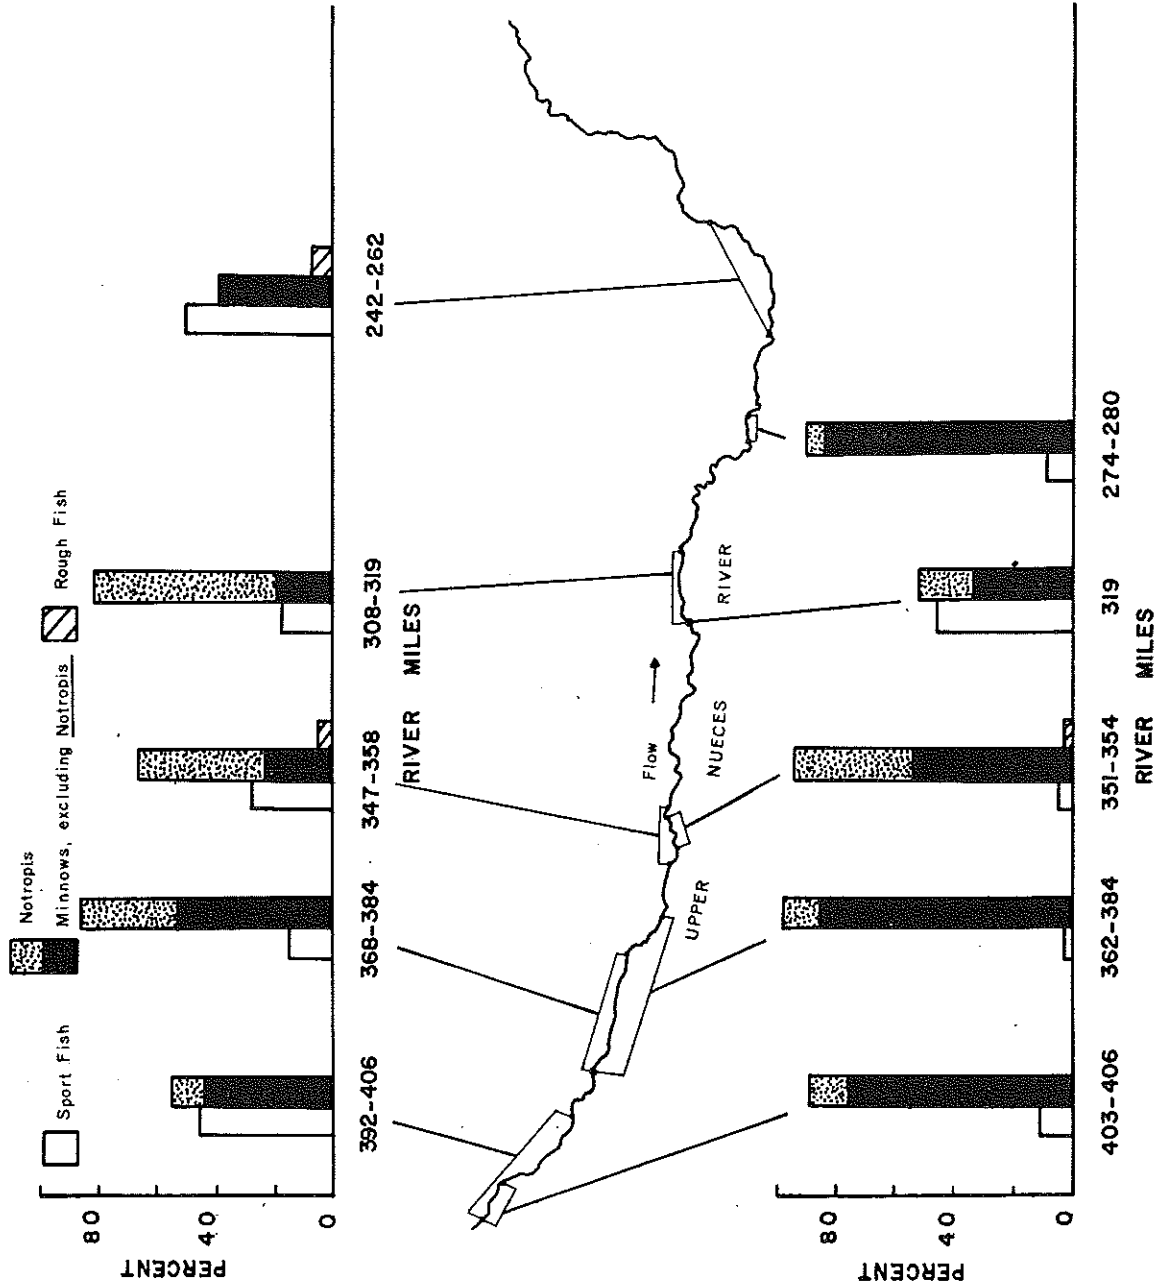 Notropis
Sport Fish
Minnows, excluding Notropis
Rough Fish
PERCENT
80
40
0
392-406
368-384
347-358
308-319
242-262
RIVER MILES
Flow
UPPER
NUECES
RIVER
PERCENT
80
40
0
403-406
362-384
351-354
319
274-280
RIVER MILES